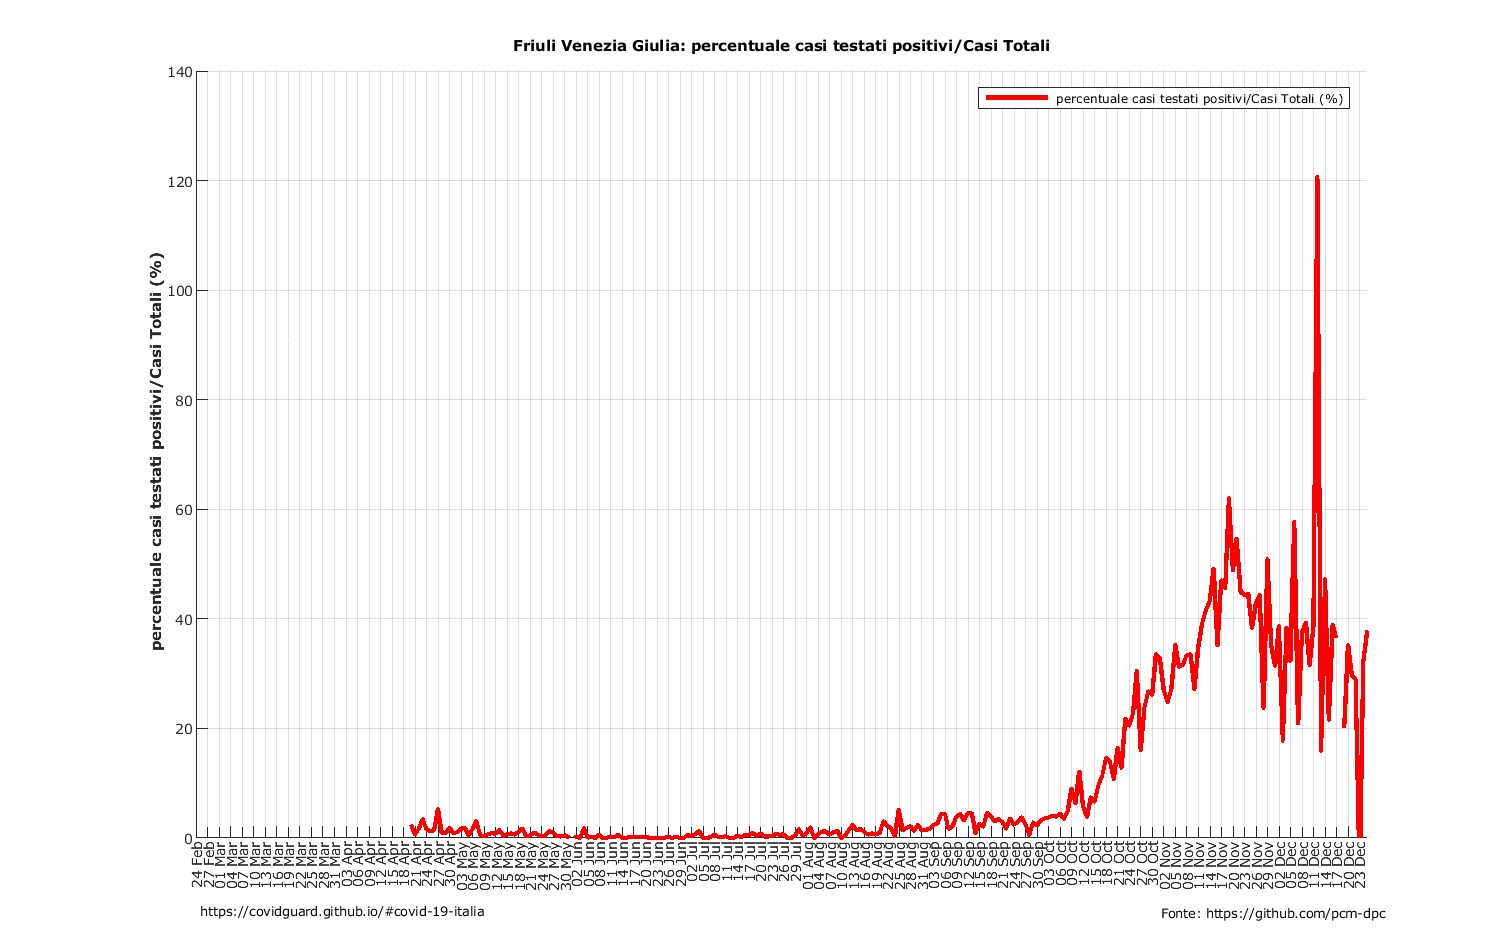 Friuli Venezia Giulia: percentuale casi testati positivi/Casi Totali
percentuale casi testati positivi/Casi Totali (%)
percentuale casi testati positivi/Casi Totali (%)
140
120
100
80
60
40
20
0
24 Feb
27 Feb
01 Mar
04 Mar
07 Mar
10 Mar
13 Mar
16 Mar
19 Mar
22 Mar
25 Mar
28 Mar
31 Mar
03 Apr
06 Apr
09 Apr
12 Apr
15 Apr
18 Apr
21 Apr
24 Apr
27 Apr
30 Apr
03 May
06 May
09 May
12 May
15 May
18 May
21 May
24 May
27 May
30 May
02 Jun
05 Jun
08 Jun
11 Jun
14 Jun
17 Jun
20 Jun
23 Jun
26 Jun
29 Jun
02 Jul
05 Jul
08 Jul
11 Jul
14 Jul
17 Jul
20 Jul
23 Jul
26 Jul
29 Jul
01 Aug
04 Aug
07 Aug
10 Aug
13 Aug
16 Aug
19 Aug
22 Aug
25 Aug
28 Aug
31 Aug
03 Sep
06 Sep
09 Sep
12 Sep
15 Sep
18 Sep
21 Sep
24 Sep
27 Sep
30 Sep
03 Oct
06 Oct
09 Oct
12 Oct
15 Oct
18 Oct
21 Oct
24 Oct
27 Oct
30 Oct
02 Nov
05 Nov
08 Nov
11 Nov
14 Nov
17 Nov
20 Nov
23 Nov
26 Nov
29 Nov
02 Dec
05 Dec
08 Dec
11 Dec
14 Dec
17 Dec
20 Dec
23 Dec
https://covidguard.github.io/#covid-19-italia
Fonte: https://github.com/pcm-dpc